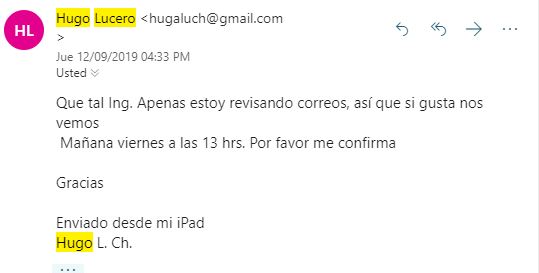 HL
Hugo Lucero <hugaluch@gmail.com
>
Jue 12/09/2019 04:33 PM
Usted
Que tal Ing. Apenas estoy revisando correos, así que si gusta nos
vemos
Mañana viernes a las 13 hrs. Por favor me confirma
Gracias
Enviado desde mi iPad
Hugo L. Ch.
...